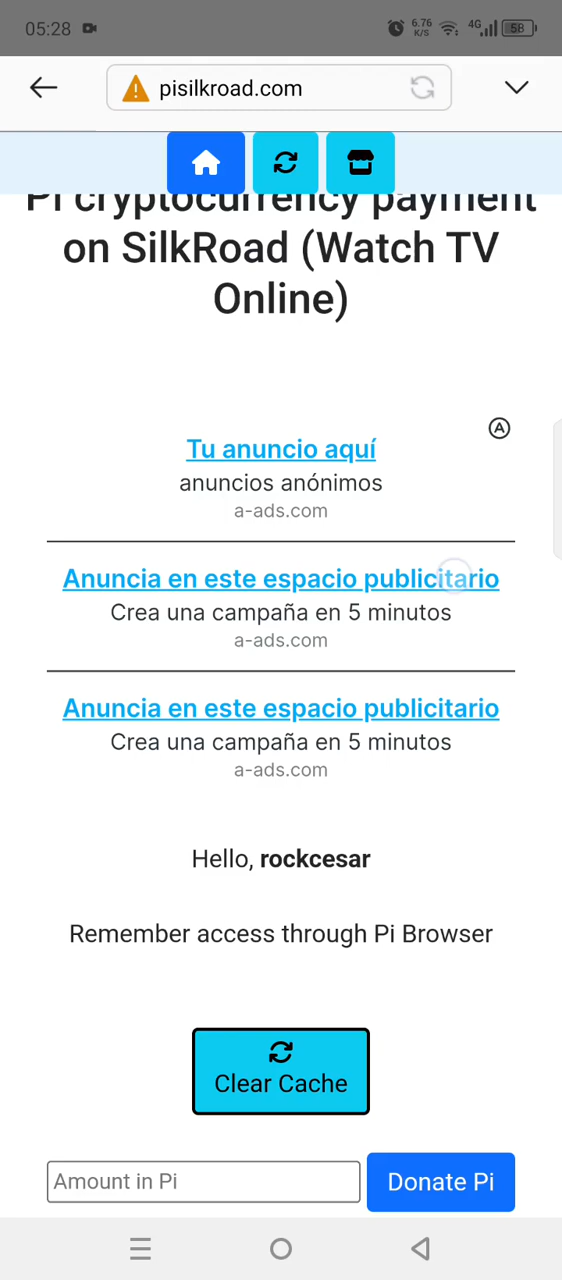 05:28
6.76
K/S
4G
58
pisilkroad.com
Pi cryptocurrency payment
on SilkRoad (Watch TV
Online)
A
Tu anuncio aquí
anuncios anónimos
a-ads.com
Anuncia en este espacio publicitario
Crea una campaña en 5 minutos
a-ads.com
Anuncia en este espacio publicitario
Crea una campaña en 5 minutos
a-ads.com
Hello, rockcesar
Remember access through Pi Browser
Clear Cache
Amount in Pi
Donate Pi